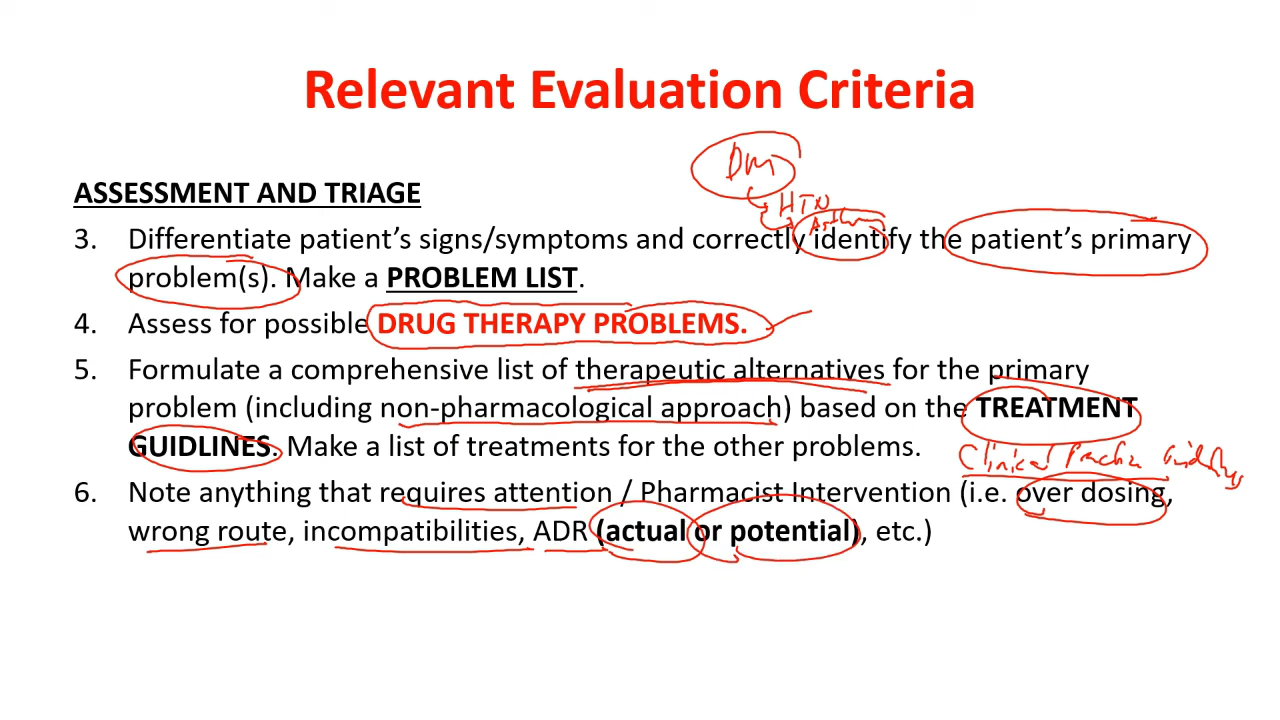 Relevant Evaluation Criteria
DM
ASSESSMENT AND TRIAGE
HTN
Asthma
3. Differentiate patient's signs/symptoms and correctly identify the patient's primary
problem(s). Make a PROBLEM LIST.
4. Assess for possible DRUG THERAPY PROBLEMS.
5. Formulate a comprehensive list of therapeutic alternatives for the primary
problem (including non-pharmacological approach) based on the TREATMENT
GUIDLINES. Make a list of treatments for the other problems.
Clinical Practice Guidelines
6. Note anything that requires attention / Pharmacist Intervention (i.e. over dosing,
wrong route, incompatibilities, ADR (actual or potential), etc.)